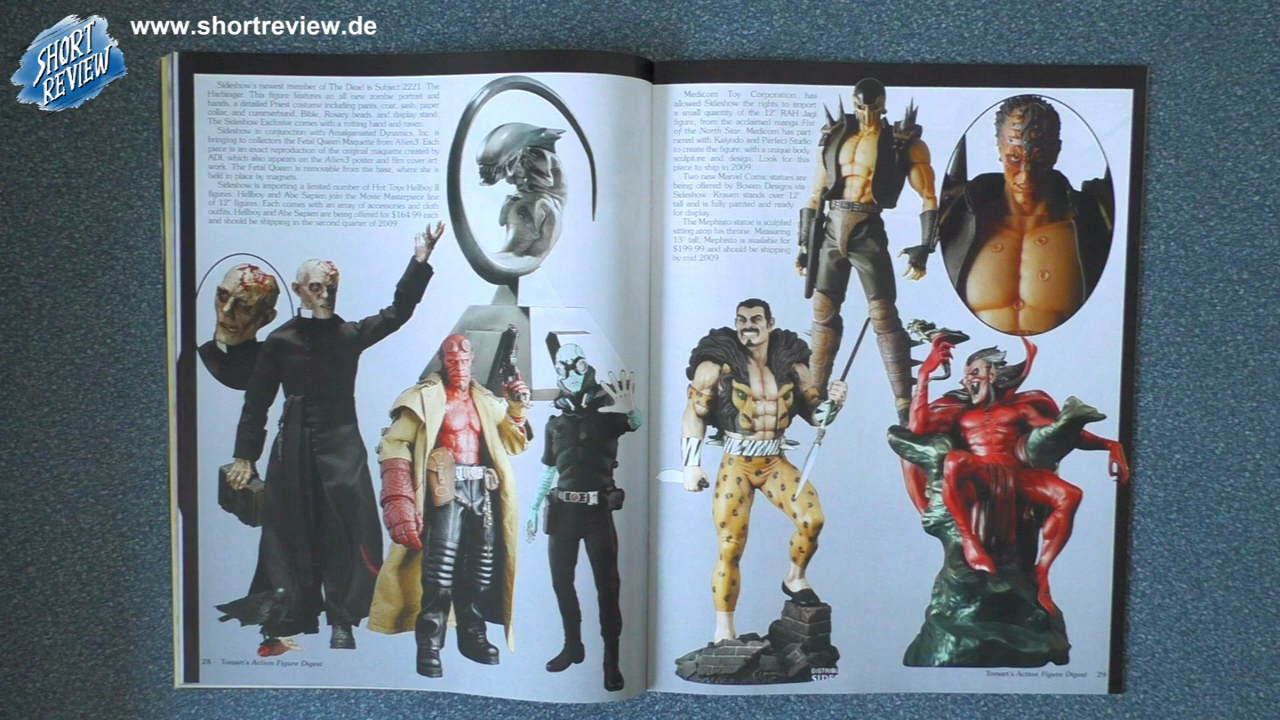 SHORT
REVIEW
www.shortreview.de
Sideshow's newest member of The Dead is Subject 2221: The
Harbinger. This figure features an all new zombie portrait and
hands, a detailed Priest costume including pants, coat, sash, paper
collar, and cummerbund, Bible, Rosary beads, and display stand.
The Sideshow Exclusive comes with a rotting hand and raven.
Sideshow in conjunction with Amalgamated Dynamics, Inc. is
bringing to collectors the Fetal Queen Maquette from Alien3. Each
piece is an exact reproduction of the original maquette created by
ADI, which also appears on the Alien3 poster and film cover art-
work. The Fetal Queen is removable from the base, where she is
held in place by magnets.
Sideshow is importing a limited number of Hot Toys Hellboy II
figures. Hellboy and Abe Sapien join the Movie Masterpiece line
of 12" figures. Each comes with an array of accessories and cloth
outfits. Hellboy and Abe Sapien are being offered for $164.99 each
and should be shipping in the second quarter of 2009.
28 Tomart's Action Figure Digest
Medicom Toy Corporation has
allowed Sideshow the rights to import
a small quantity of the 12" RAH Jagi
figure, from the acclaimed manga Fist
of the North Star. Medicom has part-
nered with Kaiyodo and Perfect-Studio
to create the figure, with a unique body
sculpture and design. Look for this
piece to ship in 2009.
Two new Marvel Comic statues are
being offered by Bowen Designs via
Sideshow. Kraven stands over 12"
tall and is fully painted and ready
for display.
The Mephisto statue is sculpted
sitting atop his throne. Measuring
13" tall, Mephisto is available for
$199.99 and should be shipping
by mid 2009.
DISTRIBU
SIDE
Tomart's Action Figure Digest 29